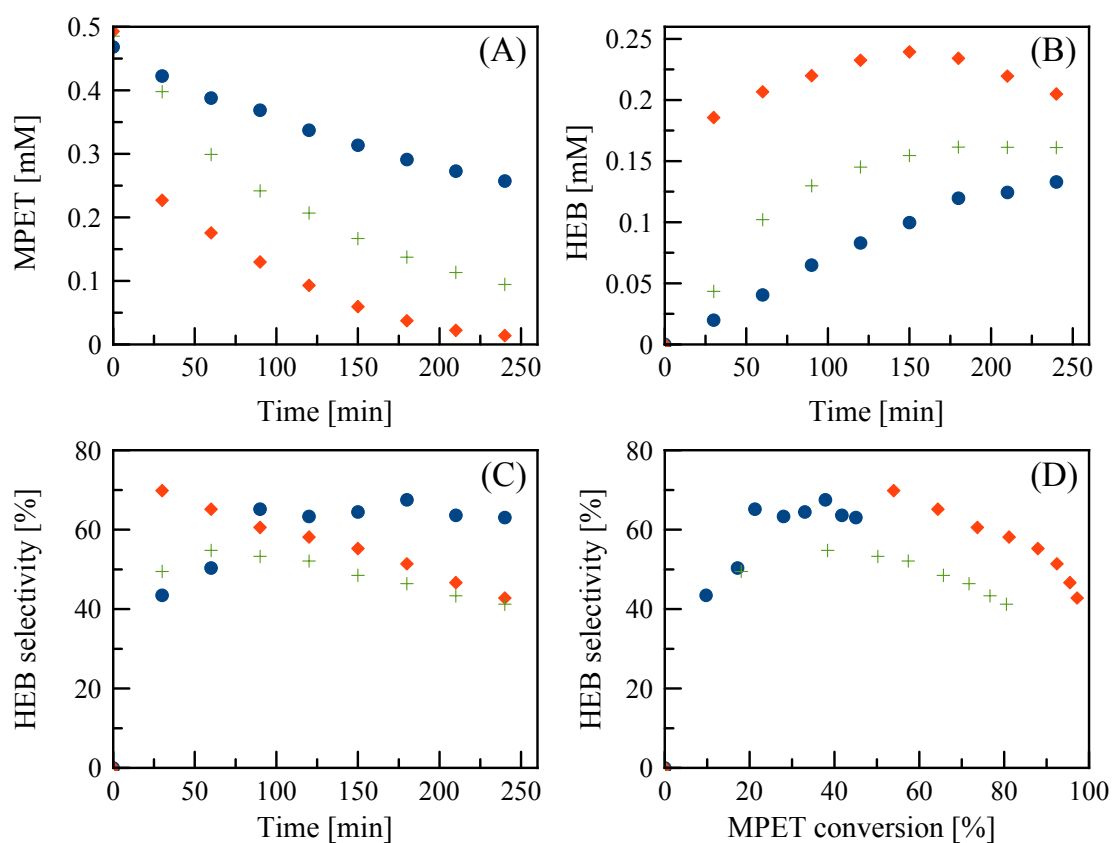 (A)
MPET [mM]
0.5
0.4
0.3
0.2
0.1
0
0 50 100 150 200 250
Time [min]
(B)
HEB [mM]
0.25
0.2
0.15
0.1
0.05
0
0 50 100 150 200 250
Time [min]
(C)
HEB selectivity [%]
80
60
40
20
0
0 50 100 150 200 250
Time [min]
(D)
HEB selectivity [%]
80
60
40
20
0
0 20 40 60 80 100
MPET conversion [%]